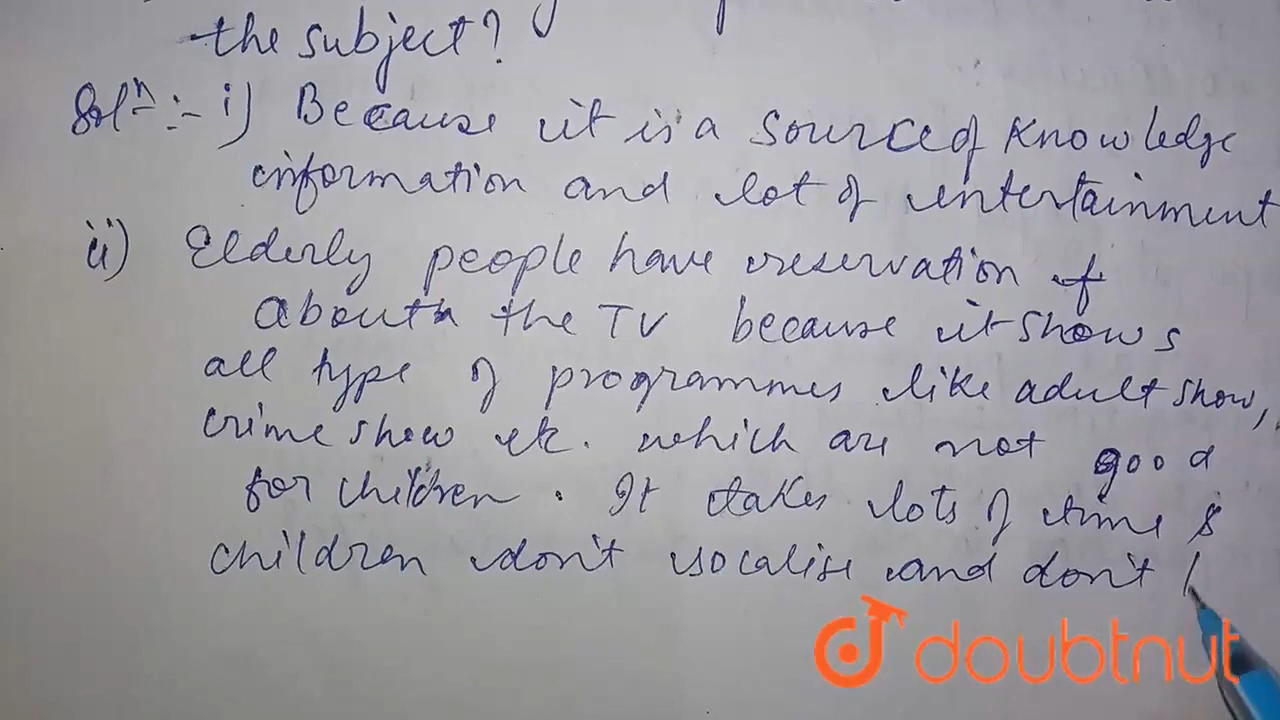 the subject?
Solⁿ :- i) Because it is a source of knowledge
information and lot of entertainment
ii) Elderly people have reservation of
about the TV because it shows
all type of programmes like adult show,
crime show etc. which are not good
for children. It takes lots of time &
children don't socalise and don't
doubtnut